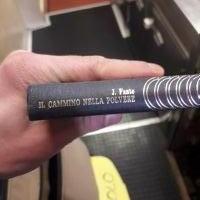 J. Fante
IL CAMMINO NELLA POLVERE